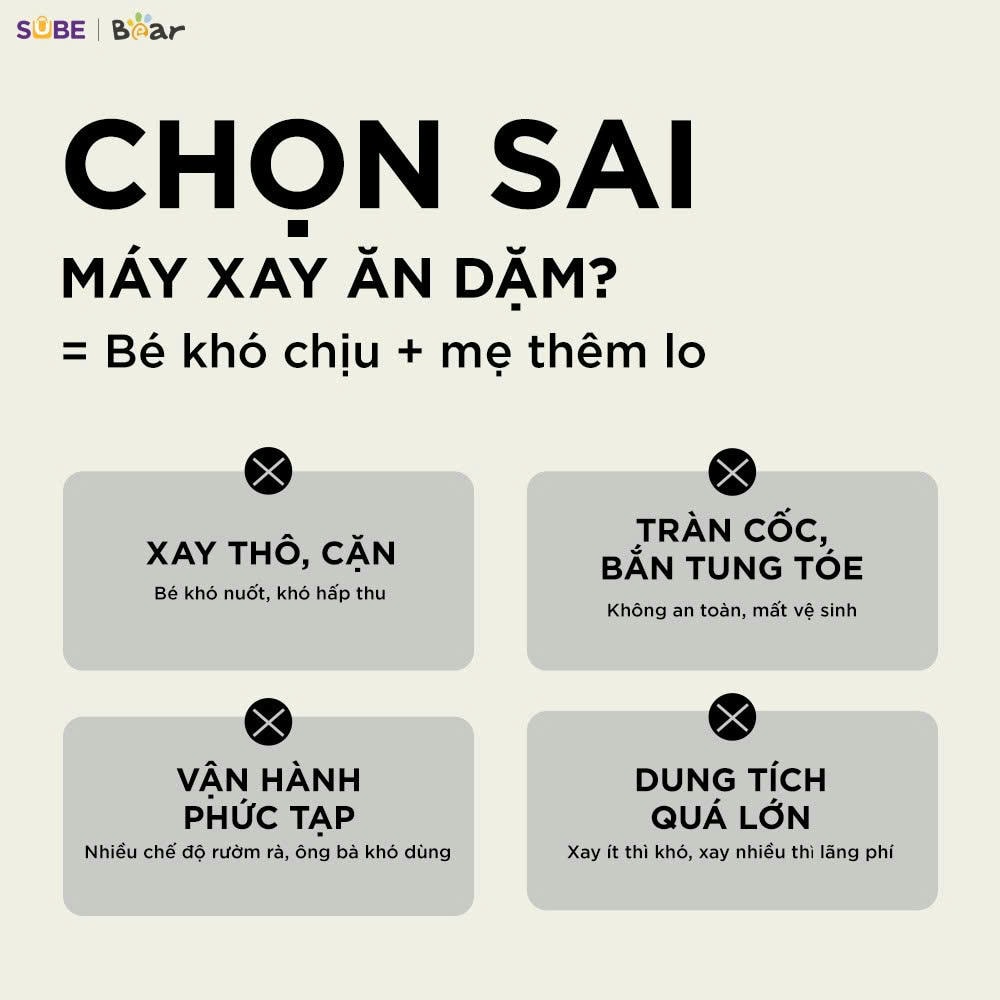 SUBE | Bear
CHỌN SAI
MÁY XAY ĂN DẶM?
= Bé khó chịu + mẹ thêm lo
XAY THÔ, CẶN
Bé khó nuốt, khó hấp thu
TRÀN CỐC,
BẮN TUNG TÓE
Không an toàn, mất vệ sinh
VẬN HÀNH
PHỨC TẠP
Nhiều chế độ rườm rà, ông bà khó dùng
DUNG TÍCH
QUÁ LỚN
Xay ít thì khó, xay nhiều thì lãng phí